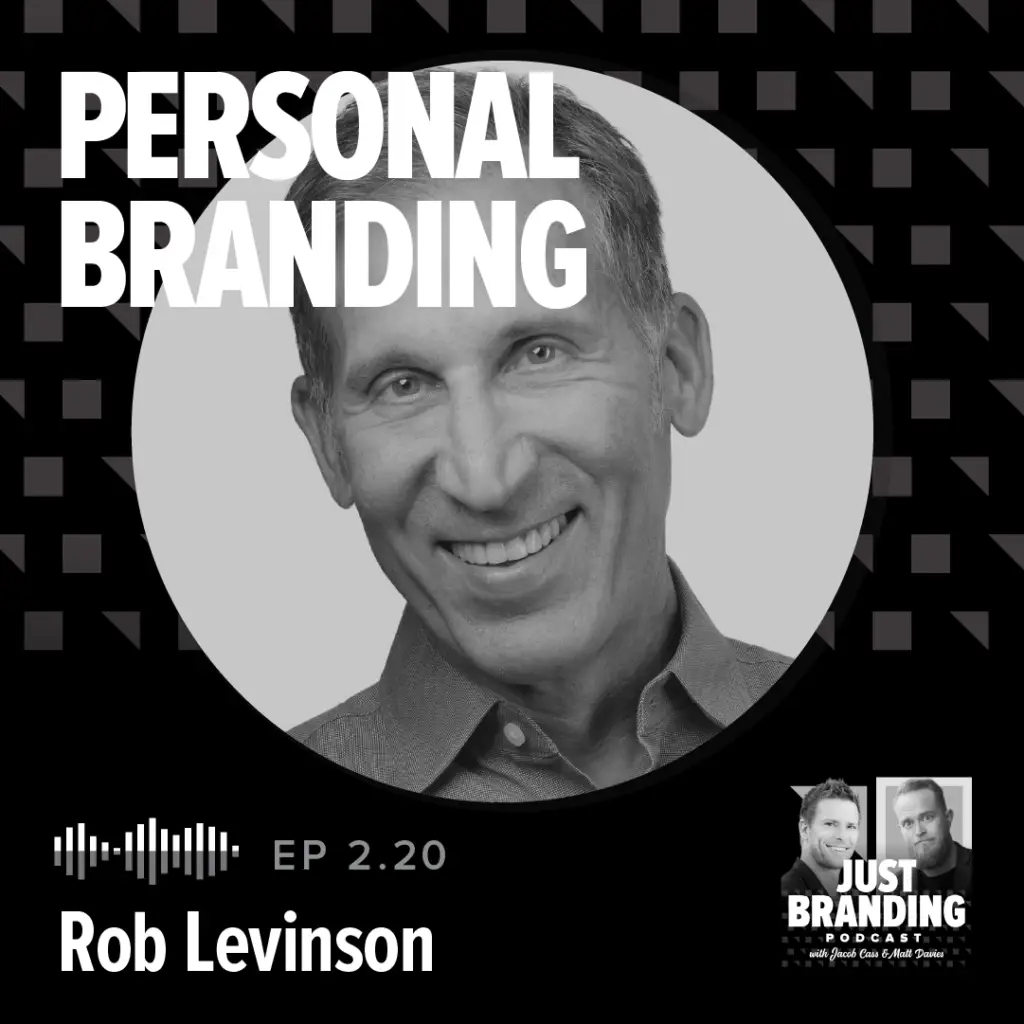 PERSONAL
BRANDING
EP 2.20
Rob Levinson
JUST
BRANDING
PODCAST
with Jacob Cass & Matt Davies